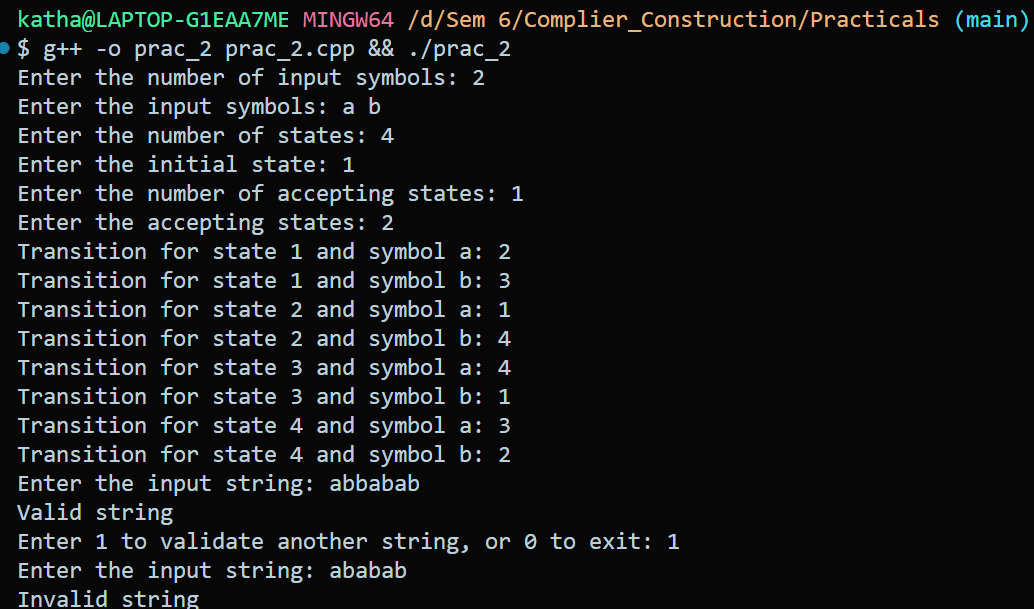 katha@LAPTOP-G1EAA7ME MINGW64 /d/Sem 6/Complier_Construction/Practicals (main)
$ g++ -o prac_2 prac_2.cpp && ./prac_2
Enter the number of input symbols: 2
Enter the input symbols: a b
Enter the number of states: 4
Enter the initial state: 1
Enter the number of accepting states: 1
Enter the accepting states: 2
Transition for state 1 and symbol a: 2
Transition for state 1 and symbol b: 3
Transition for state 2 and symbol a: 1
Transition for state 2 and symbol b: 4
Transition for state 3 and symbol a: 4
Transition for state 3 and symbol b: 1
Transition for state 4 and symbol a: 3
Transition for state 4 and symbol b: 2
Enter the input string: abbabab
Valid string
Enter 1 to validate another string, or 0 to exit: 1
Enter the input string: ababab
Invalid string